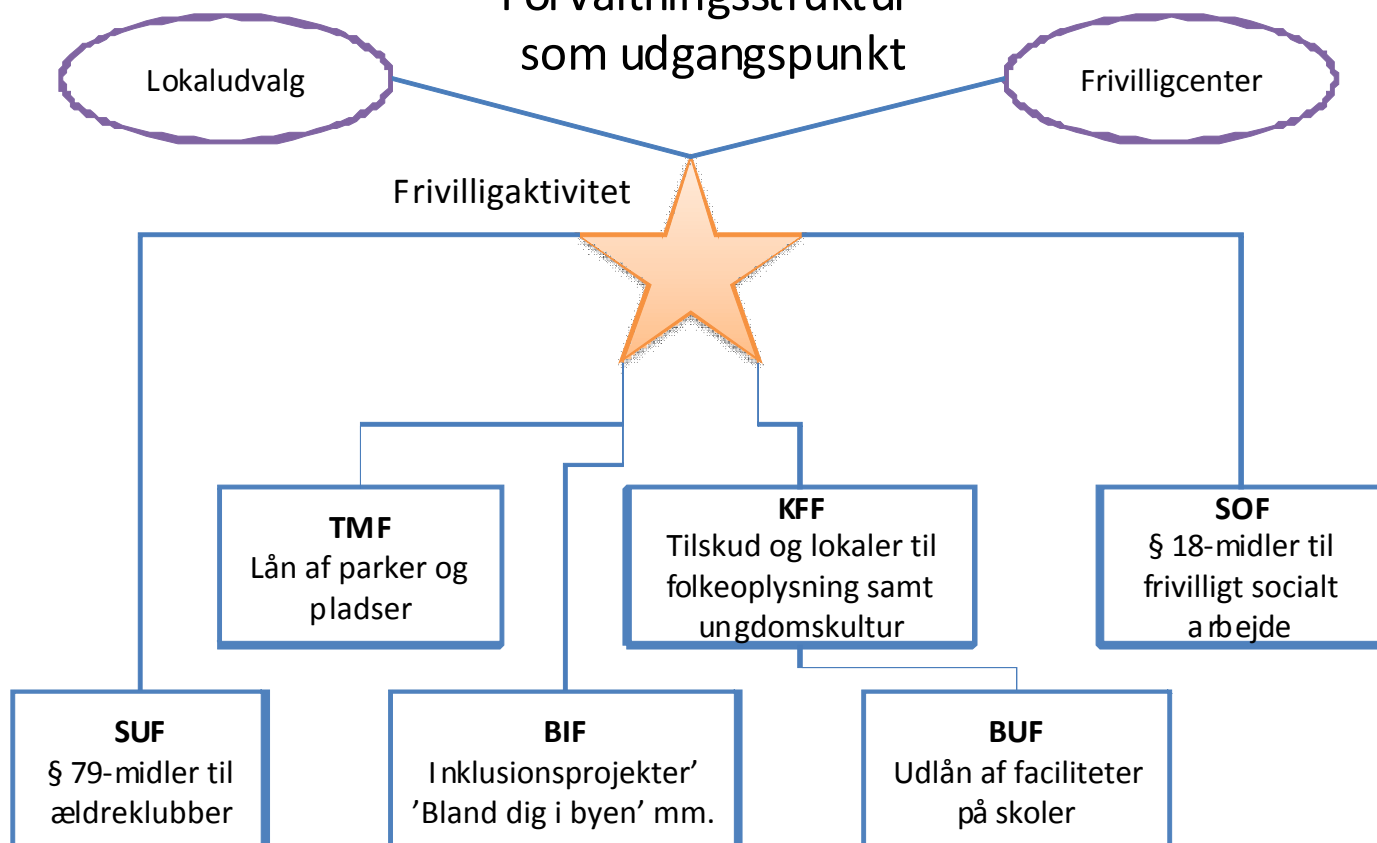 Forvaltningsstruktur
som udgangspunkt
Lokaludvalg
Frivilligcenter
Frivilligaktivitet
TMF
Lån af parker og
pladser
KFF
Tilskud og lokaler til
folkeoplysning samt
ungdomskultur
SOF
§ 18-midler til
frivilligt socialt
arbejde
SUF
§ 79-midler til
ældreklubber
BIF
Inklusionsprojekter’
’Bland dig i byen’ mm.
BUF
Udlån af faciliteter
på skoler